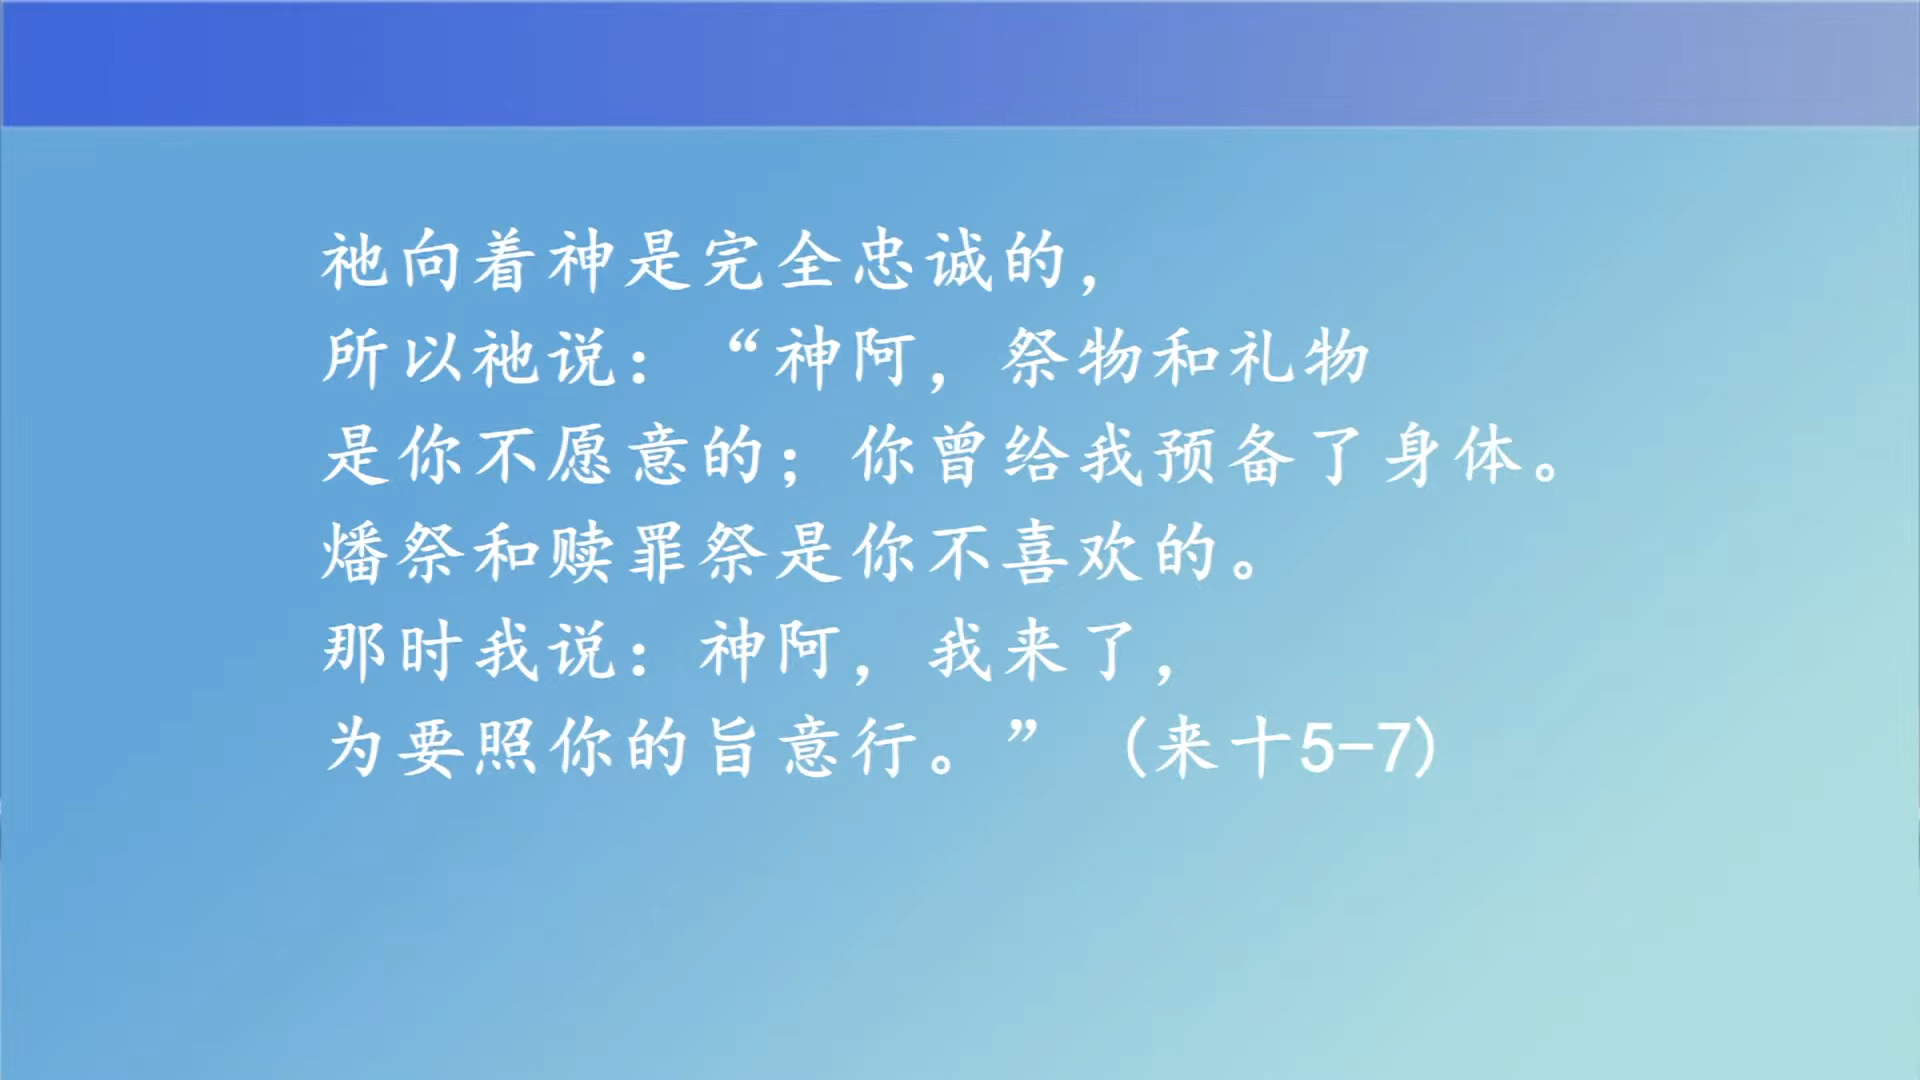 祂向着神是完全忠诚的，
所以祂说：“神阿，祭物和礼物
是你不愿意的；你曾给我预备了身体。
燔祭和赎罪祭是你不喜欢的。
那时我说：神阿，我来了，
为要照你的旨意行。”（来十5-7）